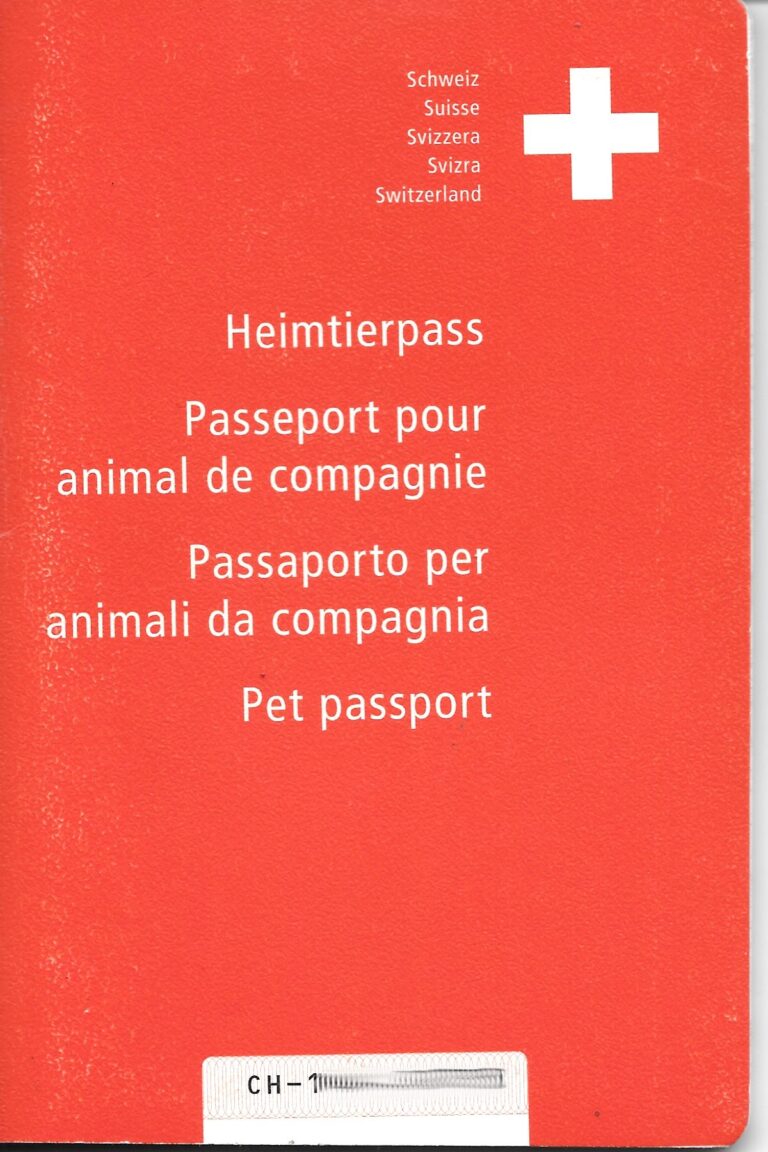 Schweiz
Suisse
Svizzera
Svizra
Switzerland
Heimtierpass
Passeport pour
animal de compagnie
Passaporto per
animali da compagnia
Pet passport
CH-1